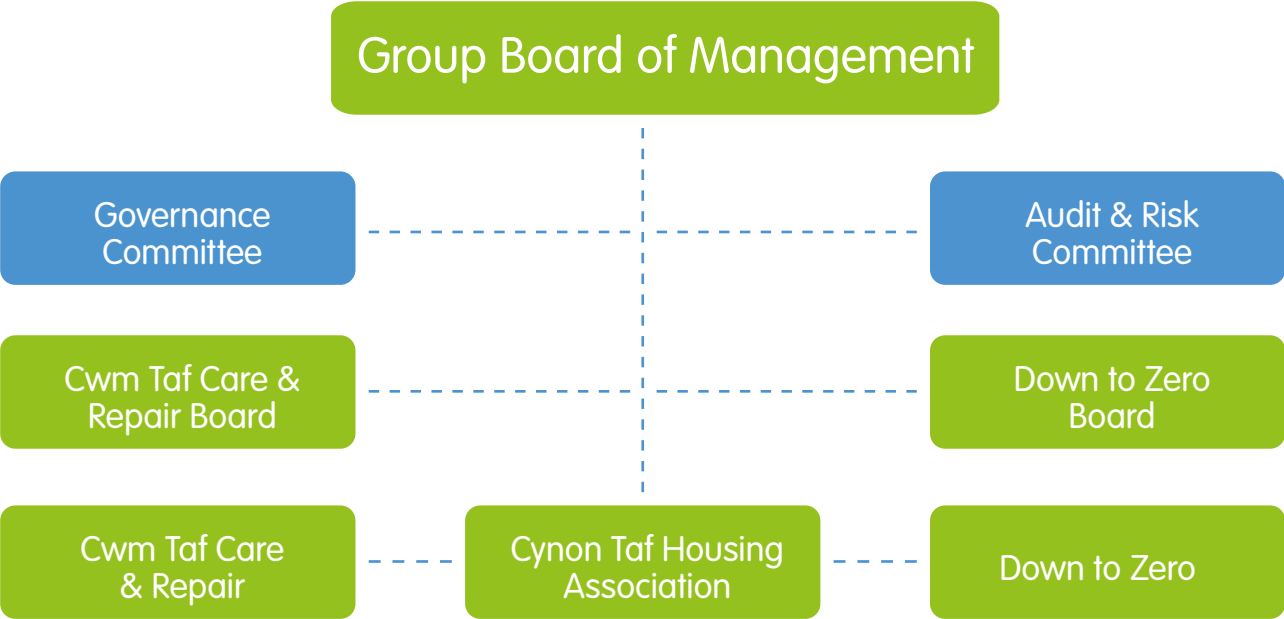 Group Board of Management
Governance
Committee
Audit & Risk
Committee
Cwm Taf Care &
Repair Board
Down to Zero
Board
Cwm Taf Care
& Repair
Cynon Taf Housing
Association
Down to Zero